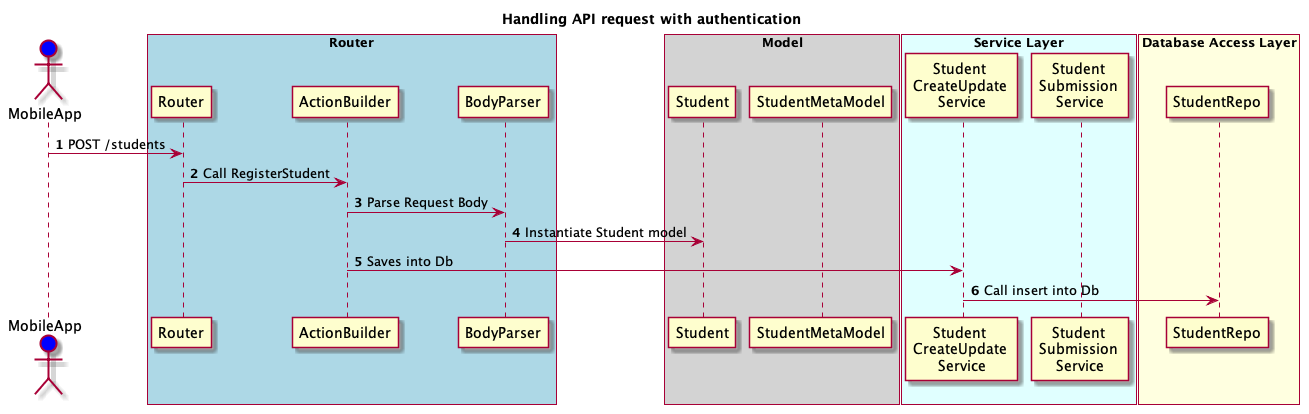 Handling API request with authentication
Router
Model
Service Layer
Database Access Layer
MobileApp
Router
ActionBuilder
BodyParser
Student
StudentMetaModel
Student
CreateUpdate
Service
Student
Submission
Service
StudentRepo
1 POST /students
2 Call RegisterStudent
3 Parse Request Body
4 Instantiate Student model
5 Saves into Db
6 Call insert into Db
MobileApp
Router
ActionBuilder
BodyParser
Student
StudentMetaModel
Student
CreateUpdate
Service
Student
Submission
Service
StudentRepo